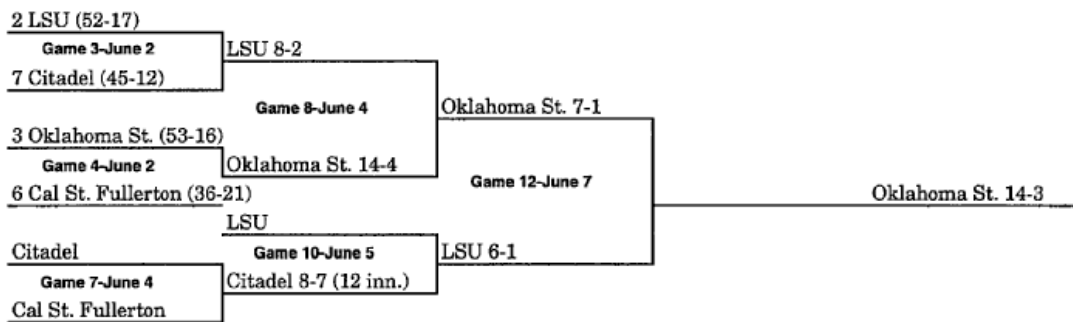 2 LSU (52-17)
Game 3-June 2
LSU 8-2
7 Citadel (45-12)
Game 8-June 4
Oklahoma St. 7-1
3 Oklahoma St. (53-16)
Game 4-June 2
Oklahoma St. 14-4
Game 12-June 7
6 Cal St. Fullerton (36-21)
Oklahoma St. 14-3
LSU
Citadel
Game 10-June 5
LSU 6-1
Game 7-June 4
Citadel 8-7 (12 inn.)
Cal St. Fullerton